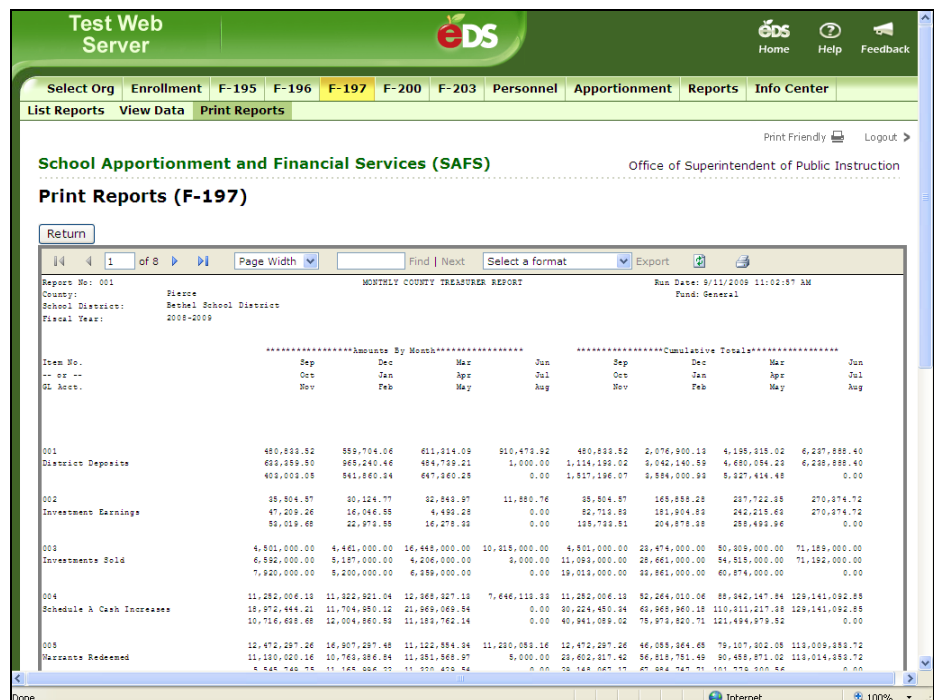 Test Web Server
eDS
eDS Home Help Feedback
Select Org Enrollment F-195 F-196 F-197 F-200 F-203 Personnel Apportionment Reports Info Center
List Reports View Data Print Reports
Print Friendly Logout >
School Apportionment and Financial Services (SAFS) Office of Superintendent of Public Instruction
Print Reports (F-197)
Return
1 of 8 Page Width Find | Next Select a format Export
Report No: 001 MONTHLY COUNTY TREASURER REPORT Run Date: 9/11/2009 11:02:57 AM
County: Pierce Fund: General
School District: Bethel School District
Fiscal Year: 2008-2009
*****************Amounts By Month***************** *****************Cumulative Totals*****************
Item No. Sep Dec Mar Jun Sep Dec Mar Jun
-- or -- Oct Jan Apr Jul Oct Jan Apr Jul
GL Acct. Nov Feb May Aug Nov Feb May Aug
001 480,833.52 559,704.06 611,314.09 910,473.92 480,833.52 2,076,900.13 4,195,315.02 6,237,888.40
District Deposits 633,359.50 965,240.46 484,739.21 1,000.00 1,114,193.02 3,042,140.59 4,680,054.23 6,238,888.40
403,003.05 541,860.34 647,360.25 0.00 1,517,196.07 3,584,000.93 5,327,414.48 0.00
002 35,504.57 30,124.77 32,843.97 11,880.76 35,504.57 165,858.28 237,722.35 270,374.72
Investment Earnings 47,209.26 16,046.55 4,493.28 0.00 82,713.83 181,904.83 242,215.63 270,374.72
53,019.68 22,973.55 16,278.33 0.00 135,733.51 204,878.38 258,493.96 0.00
003 4,501,000.00 4,461,000.00 16,448,000.00 10,315,000.00 4,501,000.00 23,474,000.00 50,309,000.00 71,189,000.00
Investments Sold 6,592,000.00 5,187,000.00 4,206,000.00 3,000.00 11,093,000.00 28,661,000.00 54,515,000.00 71,192,000.00
7,920,000.00 5,200,000.00 6,359,000.00 0.00 19,013,000.00 33,861,000.00 60,874,000.00 0.00
004 11,252,006.13 11,322,921.04 12,368,327.13 7,646,113.33 11,252,006.13 52,264,010.06 88,342,147.84 129,141,092.85
Schedule A Cash Increases 18,972,444.21 11,704,950.12 21,969,069.54 0.00 30,224,450.34 63,968,960.18 110,311,217.38 129,141,092.85
10,716,638.68 12,004,860.53 11,183,762.14 0.00 40,941,089.02 75,973,820.71 121,494,979.52 0.00
005 12,472,297.26 16,907,297.48 11,122,554.34 11,230,053.16 12,472,297.26 46,055,364.65 79,107,302.05 113,009,353.72
Warrants Redeemed 11,130,020.16 10,763,386.84 11,351,568.97 5,000.00 23,602,317.42 56,818,751.49 90,458,871.02 113,014,353.72
Done Internet 100%